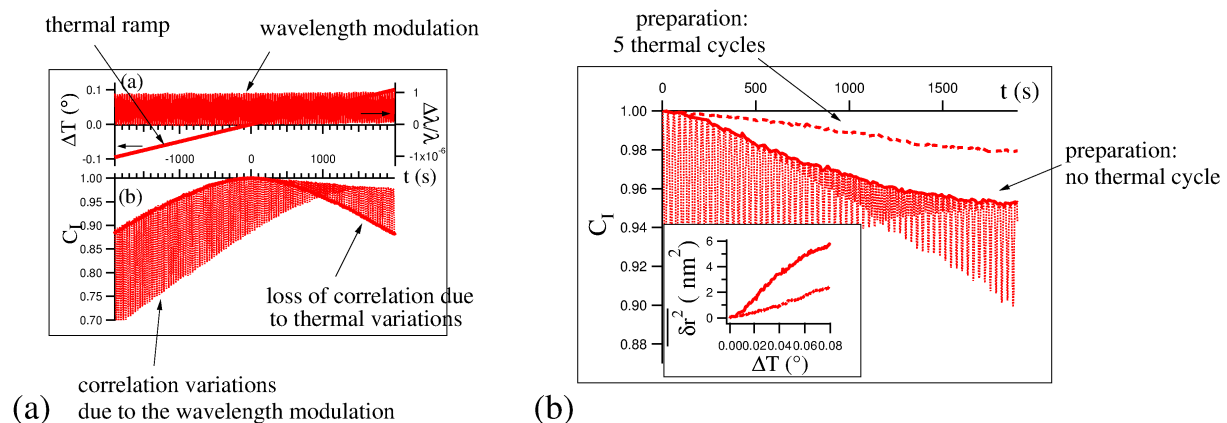 thermal ramp
wavelength modulation
(a)
ΔT (°)
0.1
0.0
-0.1
-1000
0
1000
t (s)
1
0
-1x10-6
Δλ/λ
(b)
C_I
1.00
0.95
0.90
0.85
0.80
0.75
0.70
loss of correlation due
to thermal variations
correlation variations
due to the wavelength modulation
(a)
preparation:
5 thermal cycles
0
500
1000
1500
t (s)
1.00
0.98
0.96
0.94
0.92
0.90
0.88
C_I
preparation:
no thermal cycle
6
4
2
0
δr² ( nm²)
0.00
0.02
0.04
0.06
0.08
ΔT (°)
(b)